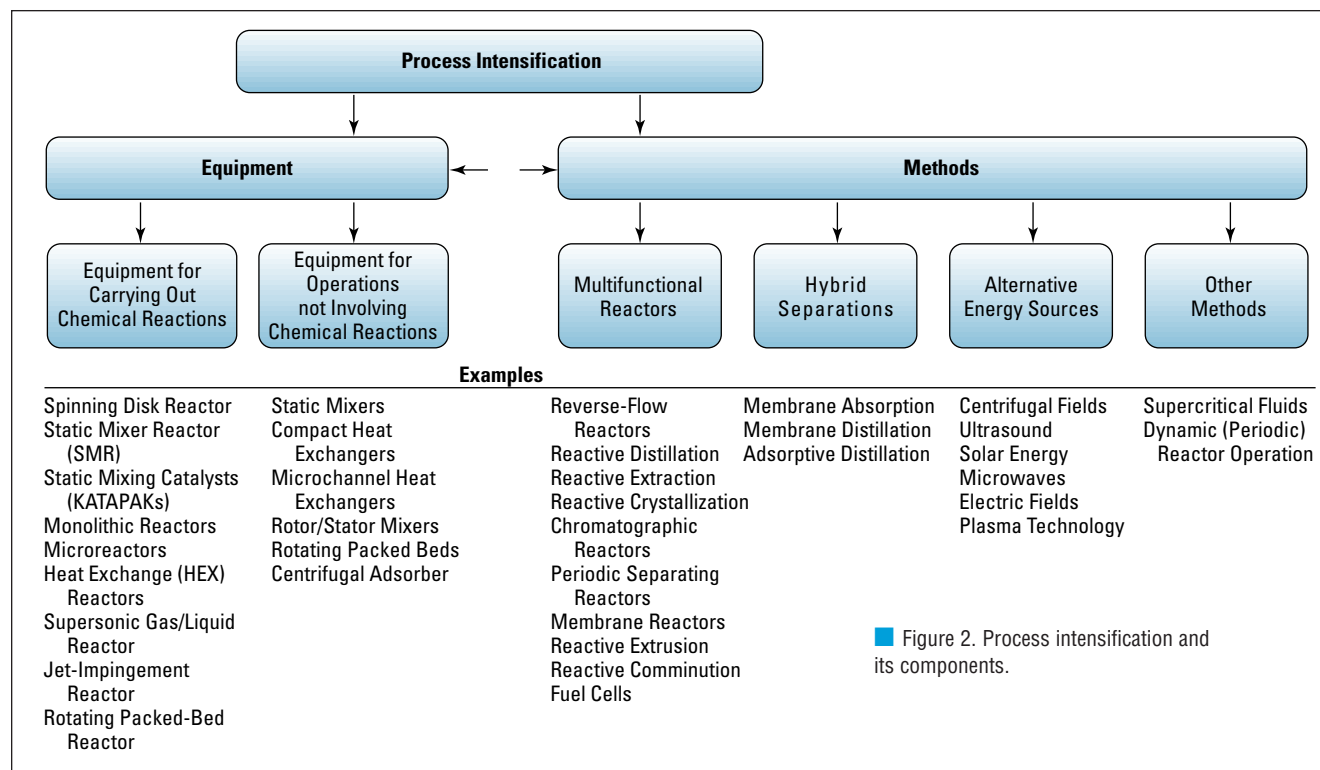 Process Intensification
Equipment
Methods
Equipment for
Carrying Out
Chemical Reactions
Equipment for
Operations
not Involving
Chemical Reactions
Multifunctional
Reactors
Hybrid
Separations
Alternative
Energy Sources
Other
Methods
Examples
Spinning Disk Reactor
Static Mixer Reactor
(SMR)
Static Mixing Catalysts
(KATAPAKs)
Monolithic Reactors
Microreactors
Heat Exchange (HEX)
Reactors
Supersonic Gas/Liquid
Reactor
Jet-Impingement
Reactor
Rotating Packed-Bed
Reactor
Static Mixers
Compact Heat
Exchangers
Microchannel Heat
Exchangers
Rotor/Stator Mixers
Rotating Packed Beds
Centrifugal Adsorber
Reverse-Flow
Reactors
Reactive Distillation
Reactive Extraction
Reactive Crystallization
Chromatographic
Reactors
Periodic Separating
Reactors
Membrane Reactors
Reactive Extrusion
Reactive Comminution
Fuel Cells
Membrane Absorption
Membrane Distillation
Adsorptive Distillation
Centrifugal Fields
Ultrasound
Solar Energy
Microwaves
Electric Fields
Plasma Technology
Supercritical Fluids
Dynamic (Periodic)
Reactor Operation
Figure 2. Process intensification and
its components.